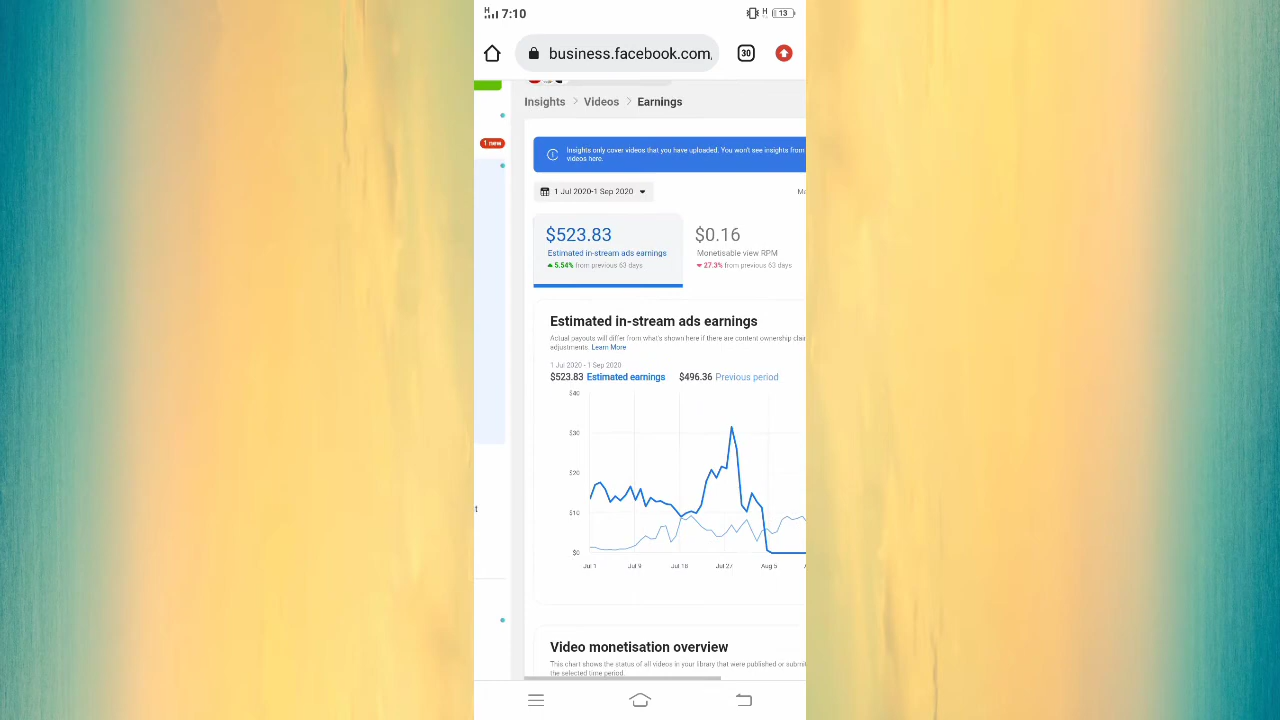 H
7:10
H
13
business.facebook.com,
30
Insights > Videos > Earnings
1 new
Insights only cover videos that you have uploaded. You won't see insights from
videos here.
1 Jul 2020-1 Sep 2020
$523.83
Estimated in-stream ads earnings
5.54% from previous 63 days
$0.16
Monetisable view RPM
27.3% from previous 63 days
Estimated in-stream ads earnings
Actual payouts will differ from what's shown here if there are content ownership
adjustments. Learn More
1 Jul 2020 - 1 Sep 2020
$523.83 Estimated earnings $496.36 Previous period
$40
$30
$20
$10
$0
Jul 1 Jul 9 Jul 18 Jul 27 Aug 5
Video monetisation overview
This chart shows the status of all videos in your library that were published or
the selected time period.